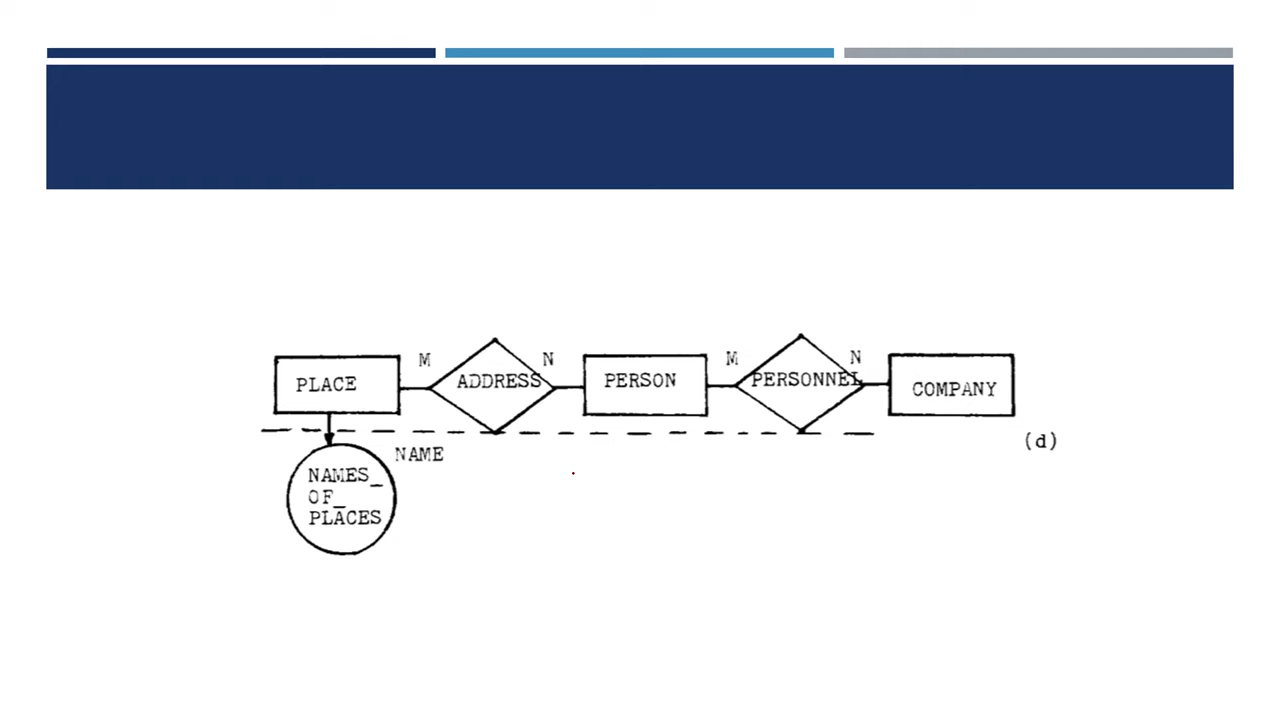 M N M N
PLACE ADDRESS PERSON PERSONNEL COMPANY
(d)
NAME
NAMES_
OF_
PLACES